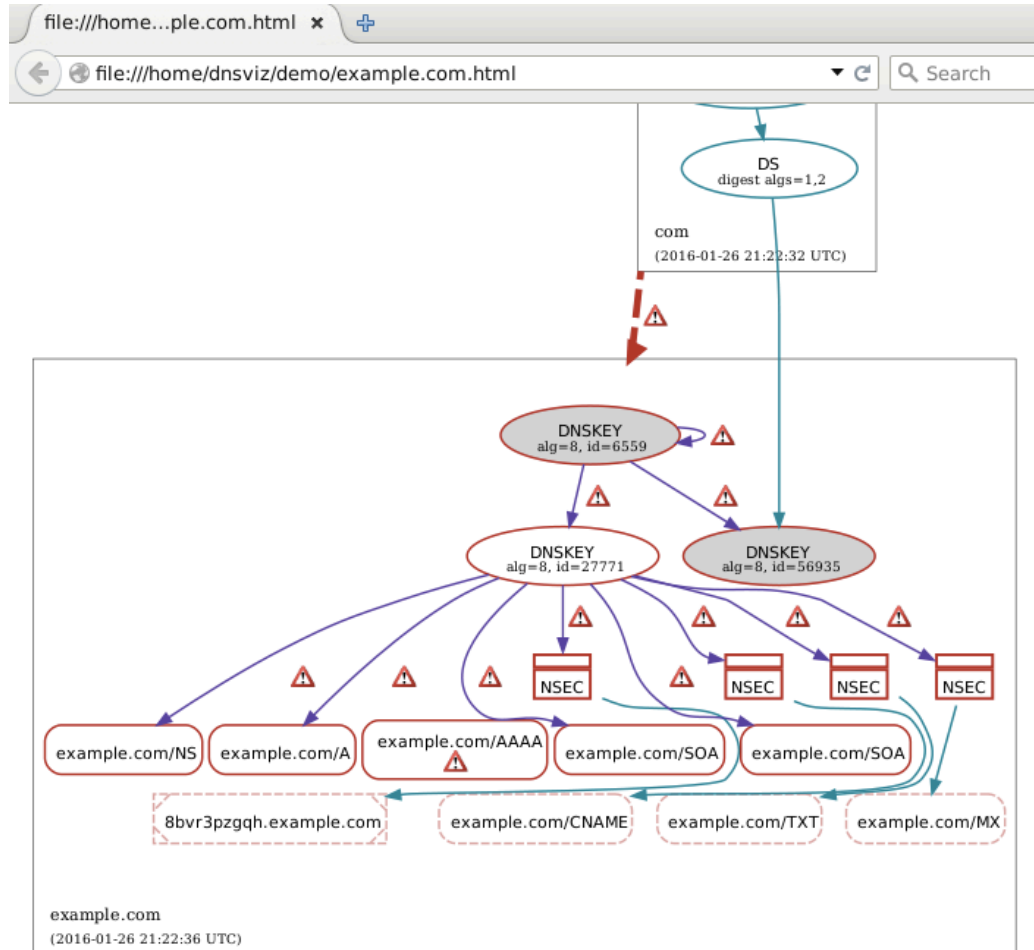 file:///home...ple.com.html
file:///home/dnsviz/demo/example.com.html
Search
DS
digest algs=1,2
com
(2016-01-26 21:22:32 UTC)
DNSKEY
alg=8, id=6559
DNSKEY
alg=8, id=27771
DNSKEY
alg=8, id=56935
NSEC
NSEC
NSEC
NSEC
example.com/NS
example.com/A
example.com/AAAA
example.com/SOA
example.com/SOA
8bvr3pzgqh.example.com
example.com/CNAME
example.com/TXT
example.com/MX
example.com
(2016-01-26 21:22:36 UTC)